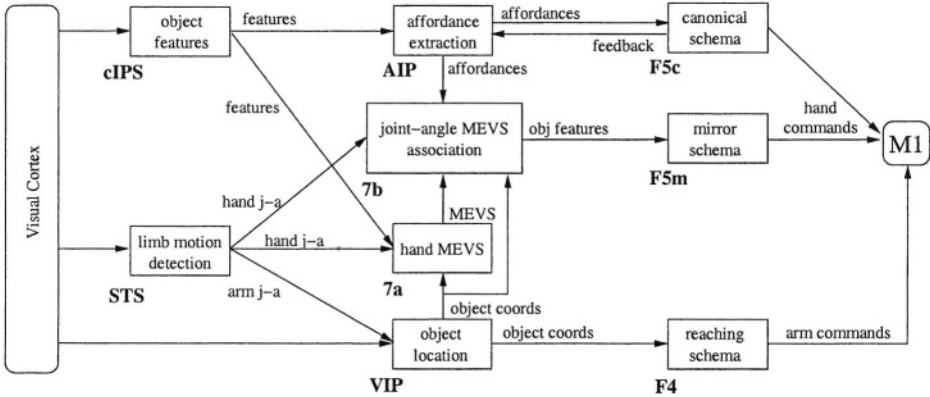 Visual Cortex
object
features
cIPS
features
features
affordance
extraction
AIP
affordances
feedback
affordances
canonical
schema
F5c
joint-angle MEVS
association
7b
obj features
mirror
schema
F5m
hand
commands
M1
hand j-a
hand j-a
arm j-a
limb motion
detection
STS
MEVS
hand MEVS
7a
object coords
object
location
VIP
object coords
reaching
schema
F4
arm commands